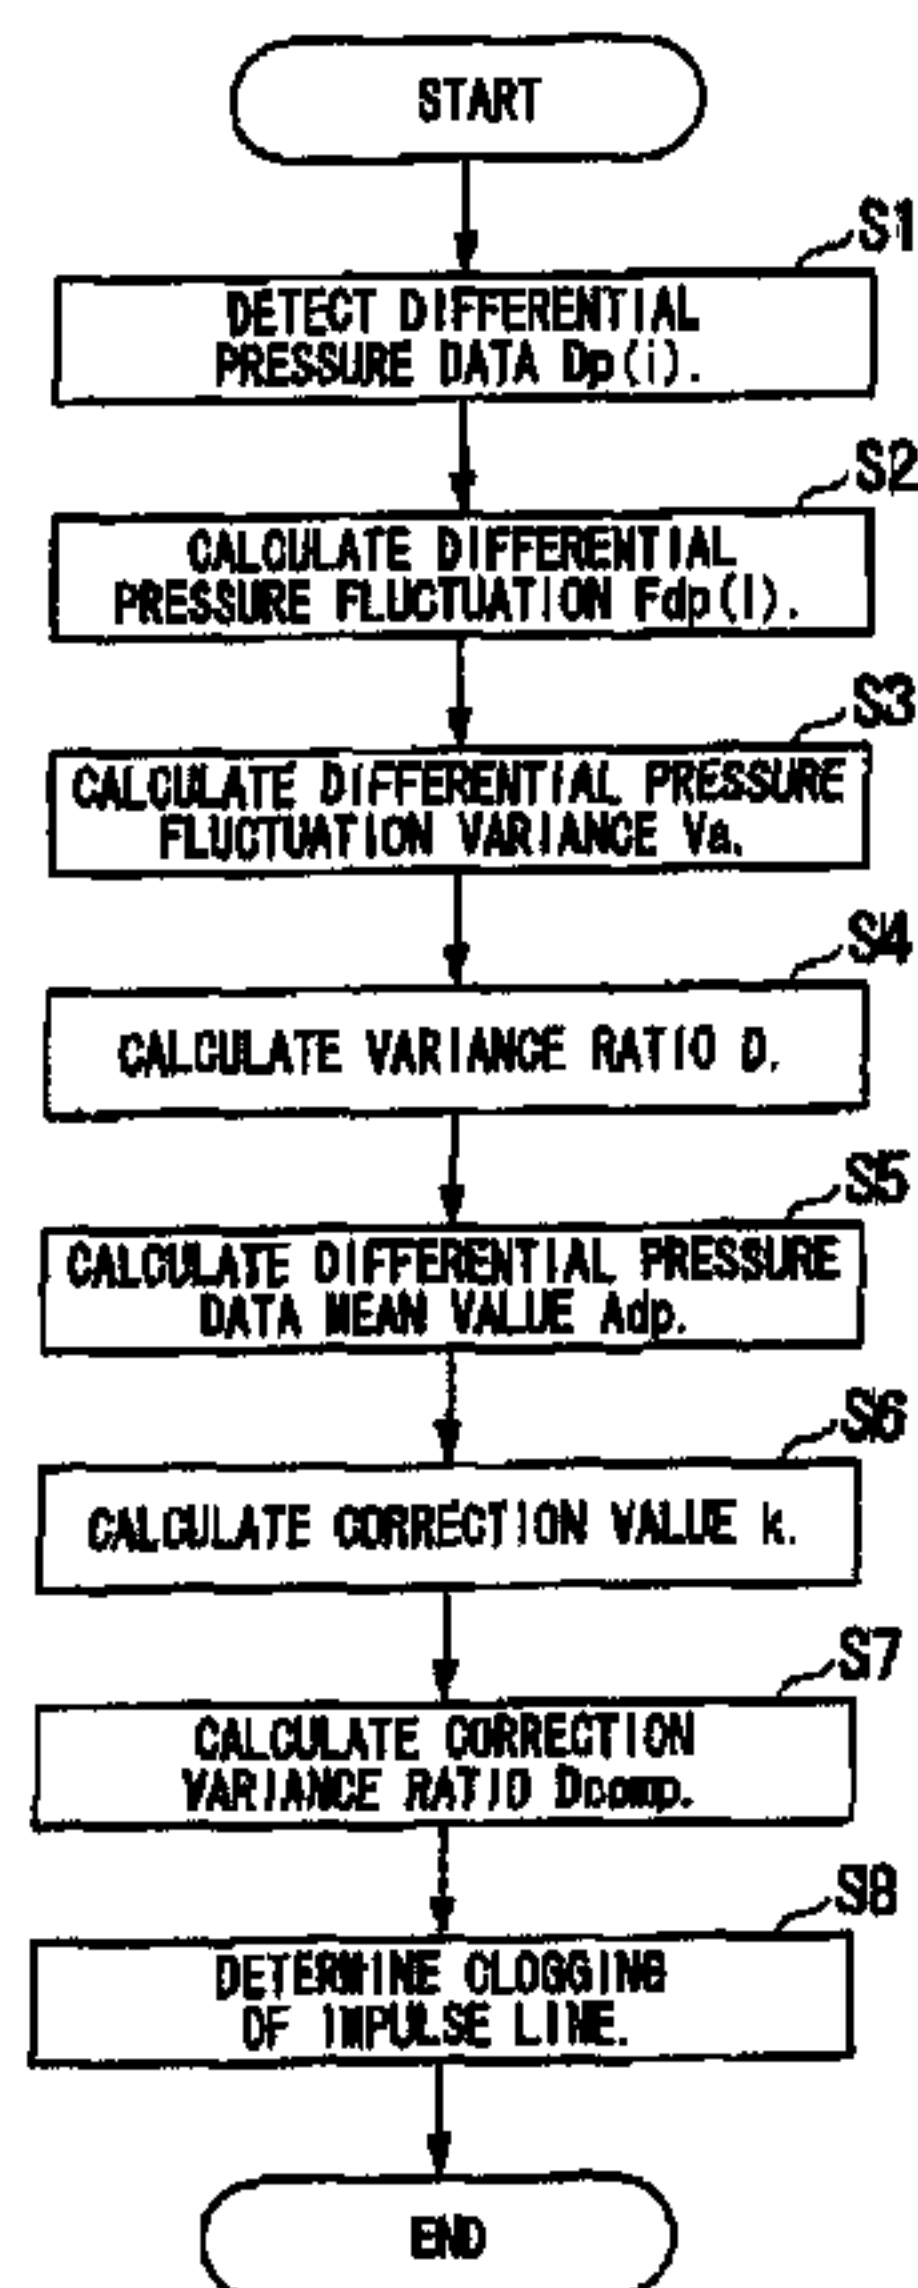 START
S1
DETECT DIFFERENTIAL
PRESSURE DATA Dp(i).
S2
CALCULATE DIFFERENTIAL
PRESSURE FLUCTUATION Fdp(i).
S3
CALCULATE DIFFERENTIAL PRESSURE
FLUCTUATION VARIANCE Va.
S4
CALCULATE VARIANCE RATIO D.
S5
CALCULATE DIFFERENTIAL PRESSURE
DATA MEAN VALUE Adp.
S6
CALCULATE CORRECTION VALUE k.
S7
CALCULATE CORRECTION
VARIANCE RATIO Dcomp.
S8
DETERMINE CLOGGING
OF IMPULSE LINE.
END